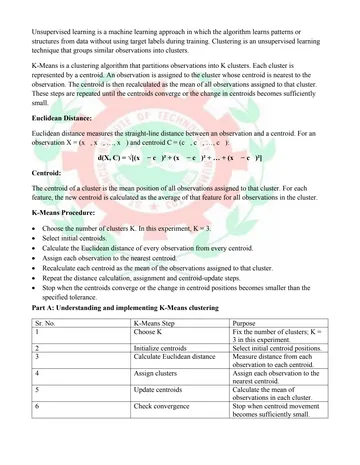 Unsupervised learning is a machine learning approach in which the algorithm learns patterns or
structures from data without using target labels during training. Clustering is an unsupervised learning
technique that groups similar observations into clusters.
K-Means is a clustering algorithm that partitions observations into K clusters. Each cluster is
represented by a centroid. An observation is assigned to the cluster whose centroid is nearest to the
observation. The centroid is then recalculated as the mean of all observations assigned to that cluster.
These steps are repeated until the centroids converge or the change in centroids becomes sufficiently
small.
Euclidean Distance:
Euclidean distance measures the straight-line distance between an observation and a centroid. For an
observation X = (x , x , …, x ) and centroid C = (c , c , …, c ):
d(X, C) = √[(x − c )² + (x − c )² + … + (x − c )²]
Centroid:
The centroid of a cluster is the mean position of all observations assigned to that cluster. For each
feature, the new centroid is calculated as the average of that feature for all observations in the cluster.
K-Means Procedure:
• Choose the number of clusters K. In this experiment, K = 3.
• Select initial centroids.
• Calculate the Euclidean distance of every observation from every centroid.
• Assign each observation to the nearest centroid.
• Recalculate each centroid as the mean of the observations assigned to that cluster.
• Repeat the distance calculation, assignment and centroid-update steps.
• Stop when the centroids converge or the change in centroid positions becomes smaller than the
specified tolerance.
Part A: Understanding and implementing K-Means clustering
Sr. No. K-Means Step Purpose
1 Choose K Fix the number of clusters; K =
3 in this experiment.
2 Initialize centroids Select initial centroid positions.
3 Calculate Euclidean distance Measure distance from each
observation to each centroid.
4 Assign clusters Assign each observation to the
nearest centroid.
5 Update centroids Calculate the mean of
observations in each cluster.
6 Check convergence Stop when centroid movement
becomes sufficiently small.